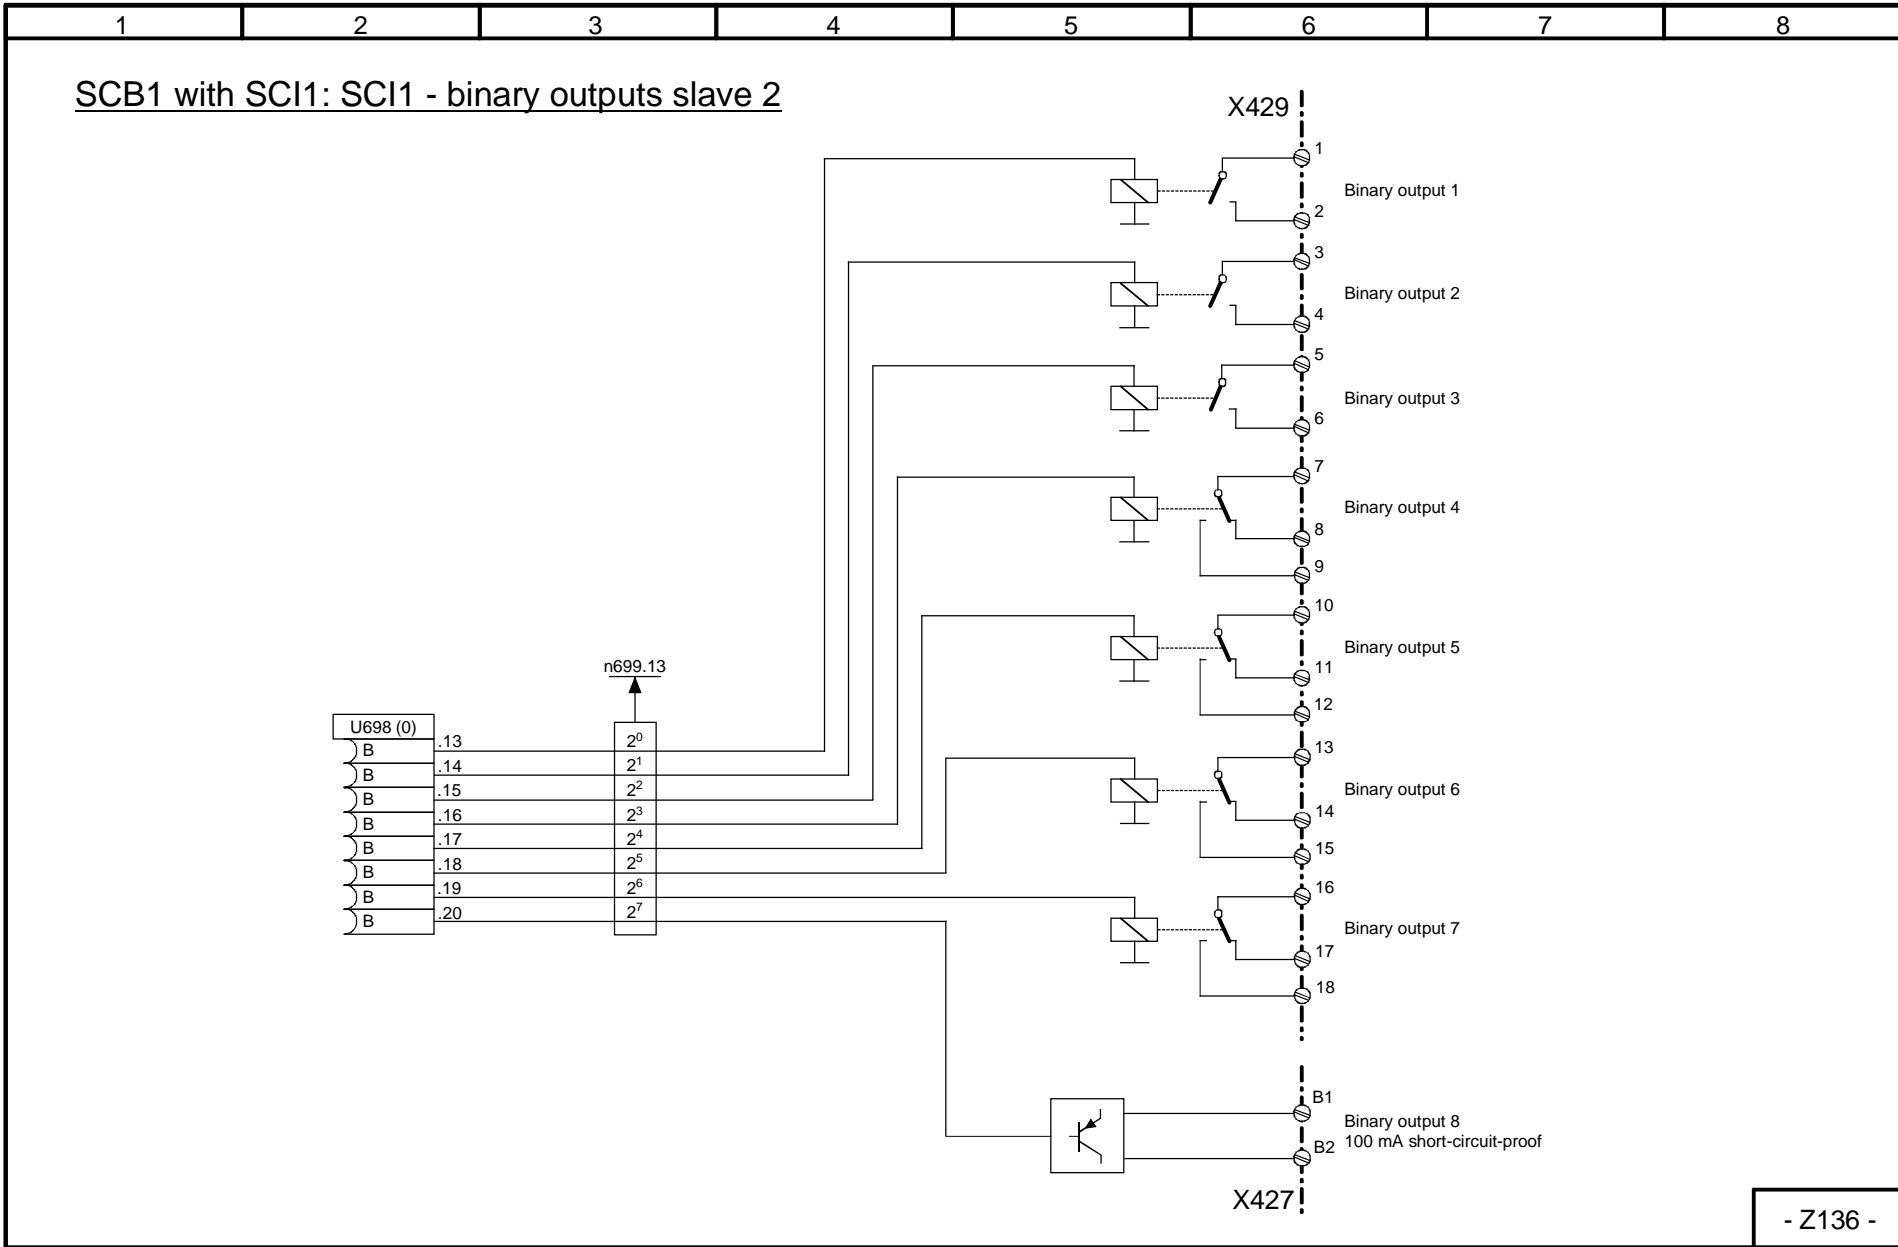 1 2 3 4 5 6 7 8
SCB1 with SCI1: SCI1 - binary outputs slave 2
X429
1
Binary output 1
2
3
Binary output 2
4
5
Binary output 3
6
7
Binary output 4
8
9
10
Binary output 5
11
12
13
Binary output 6
14
15
16
Binary output 7
17
18
n699.13
U698 (0)
B .13 2⁰
B .14 2¹
B .15 2²
B .16 2³
B .17 2⁴
B .18 2⁵
B .19 2⁶
B .20 2⁷
B1
Binary output 8
100 mA short-circuit-proof
B2
X427
- Z136 -